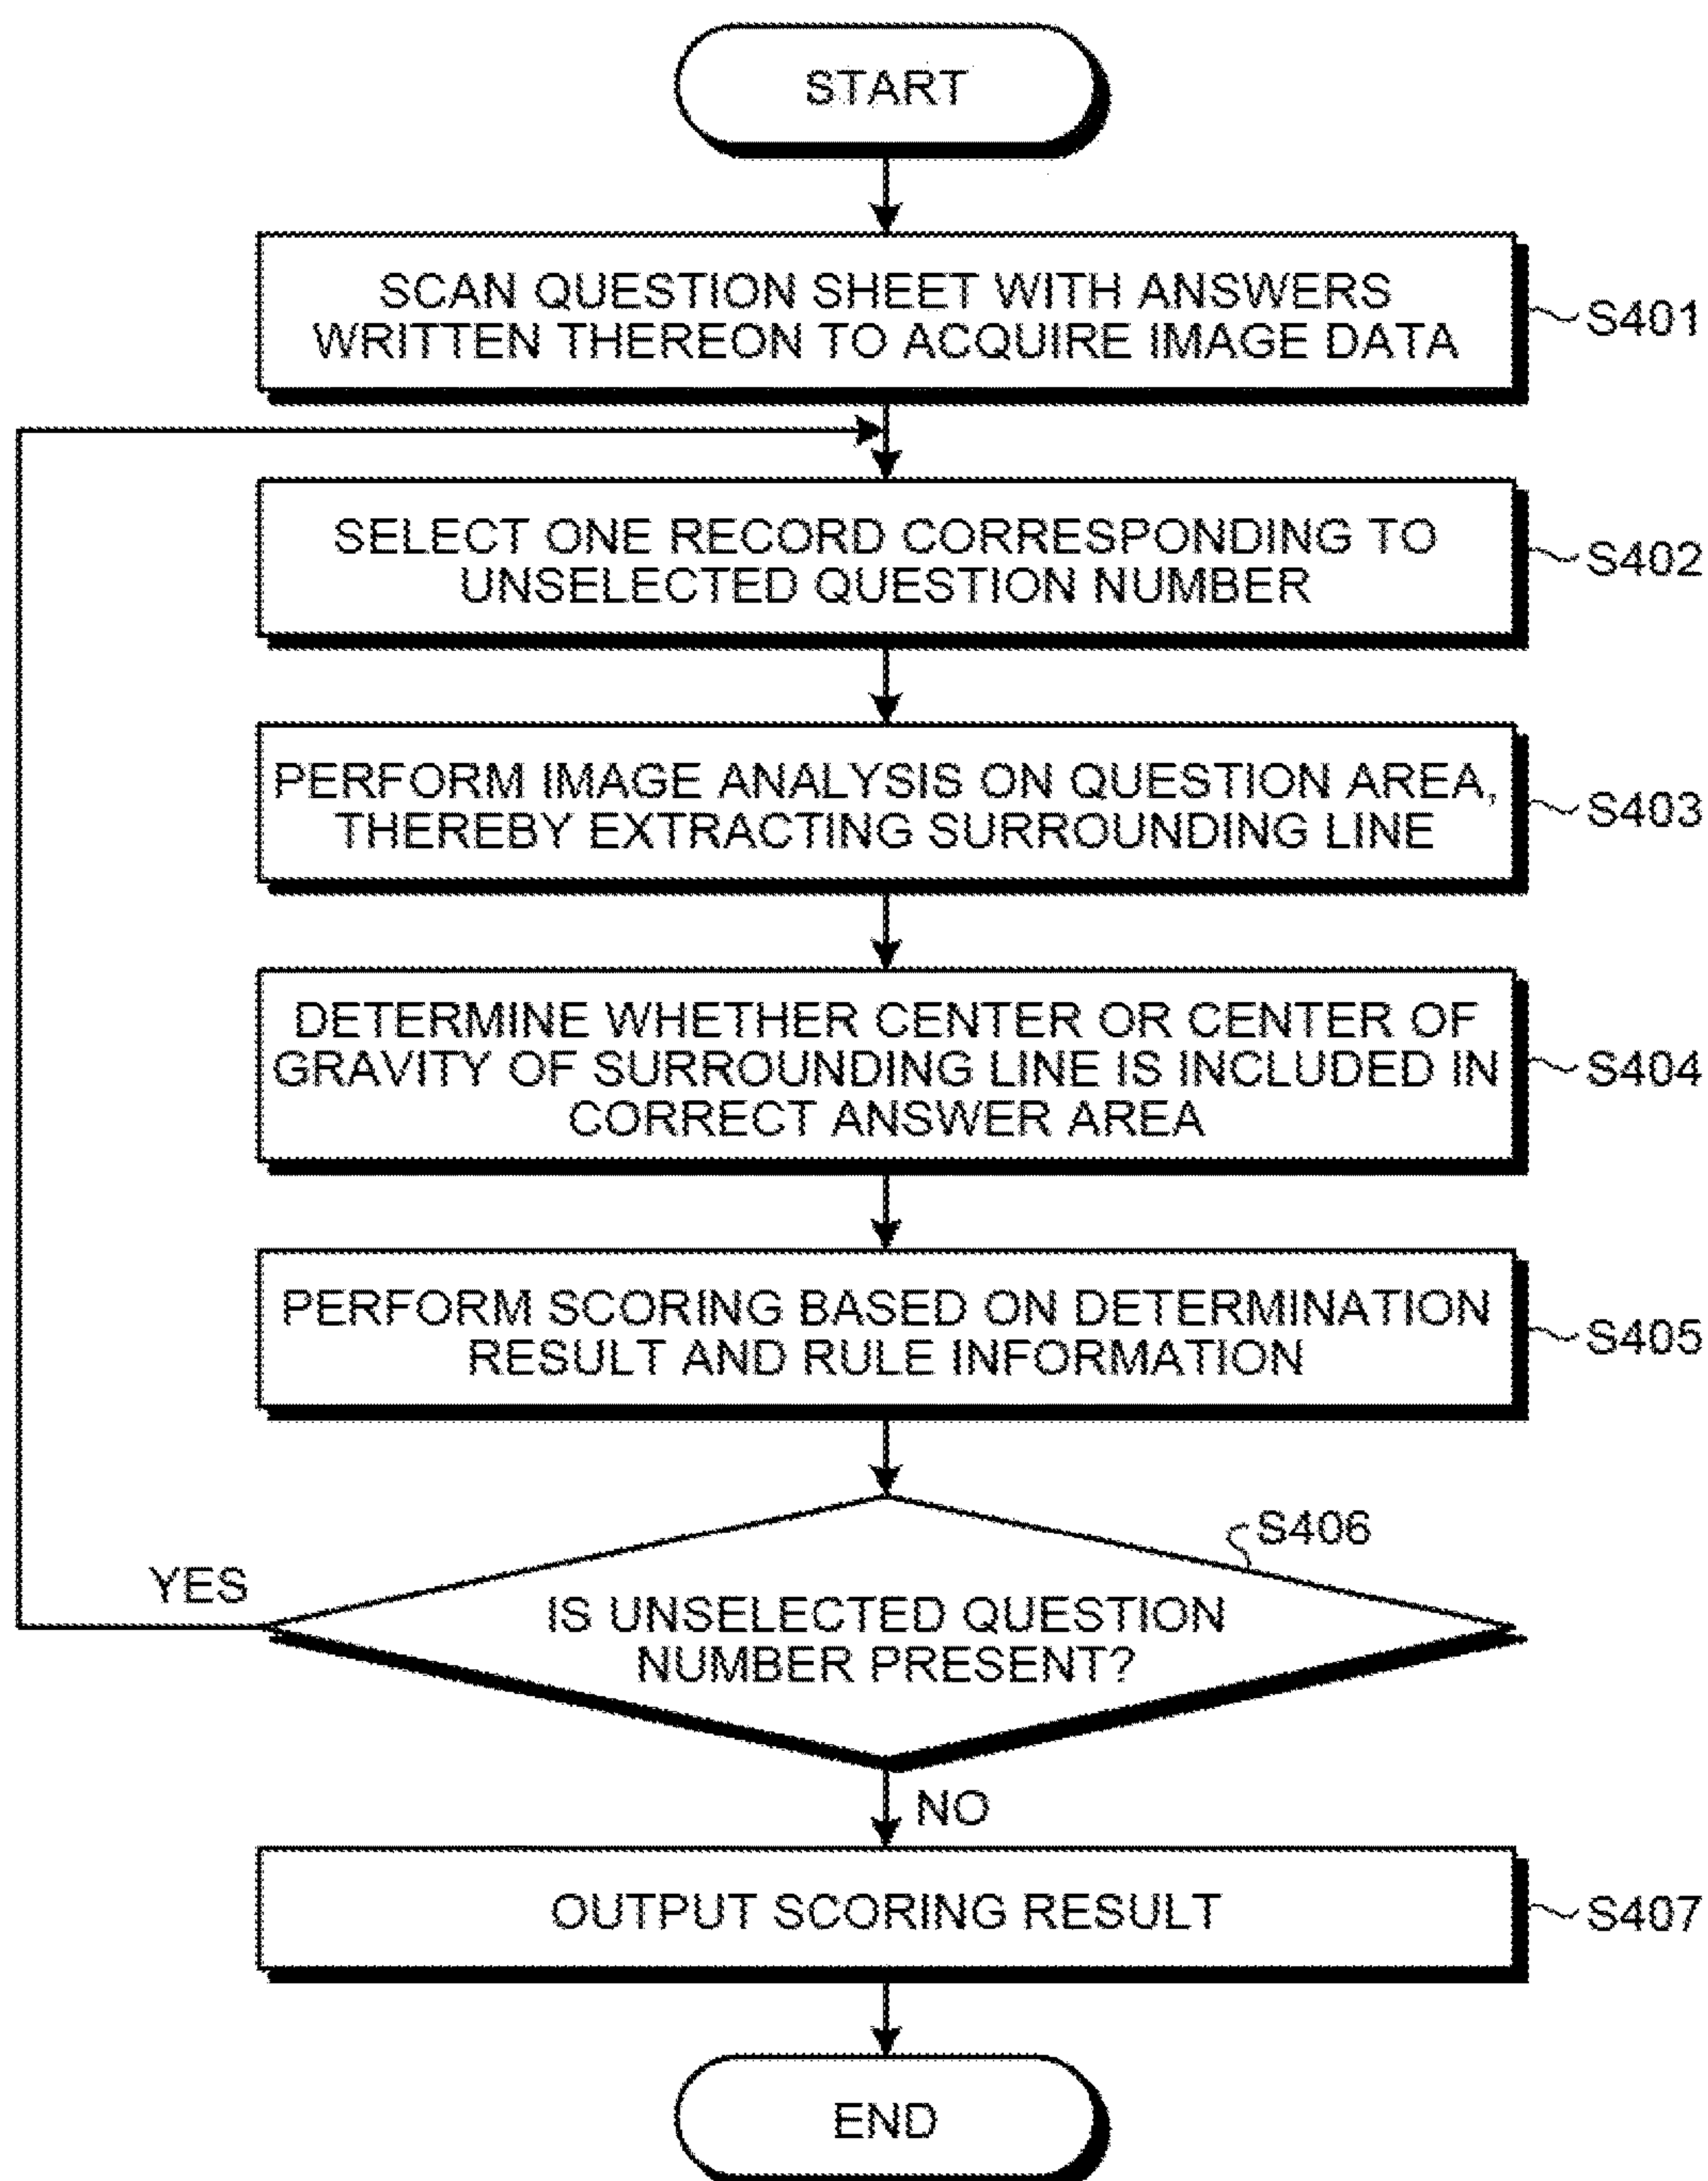 START
SCAN QUESTION SHEET WITH ANSWERS
WRITTEN THEREON TO ACQUIRE IMAGE DATA
S401
SELECT ONE RECORD CORRESPONDING TO
UNSELECTED QUESTION NUMBER
S402
PERFORM IMAGE ANALYSIS ON QUESTION AREA,
THEREBY EXTRACTING SURROUNDING LINE
S403
DETERMINE WHETHER CENTER OR CENTER OF
GRAVITY OF SURROUNDING LINE IS INCLUDED IN
CORRECT ANSWER AREA
S404
PERFORM SCORING BASED ON DETERMINATION
RESULT AND RULE INFORMATION
S405
S406
YES
IS UNSELECTED QUESTION
NUMBER PRESENT?
NO
OUTPUT SCORING RESULT
S407
END